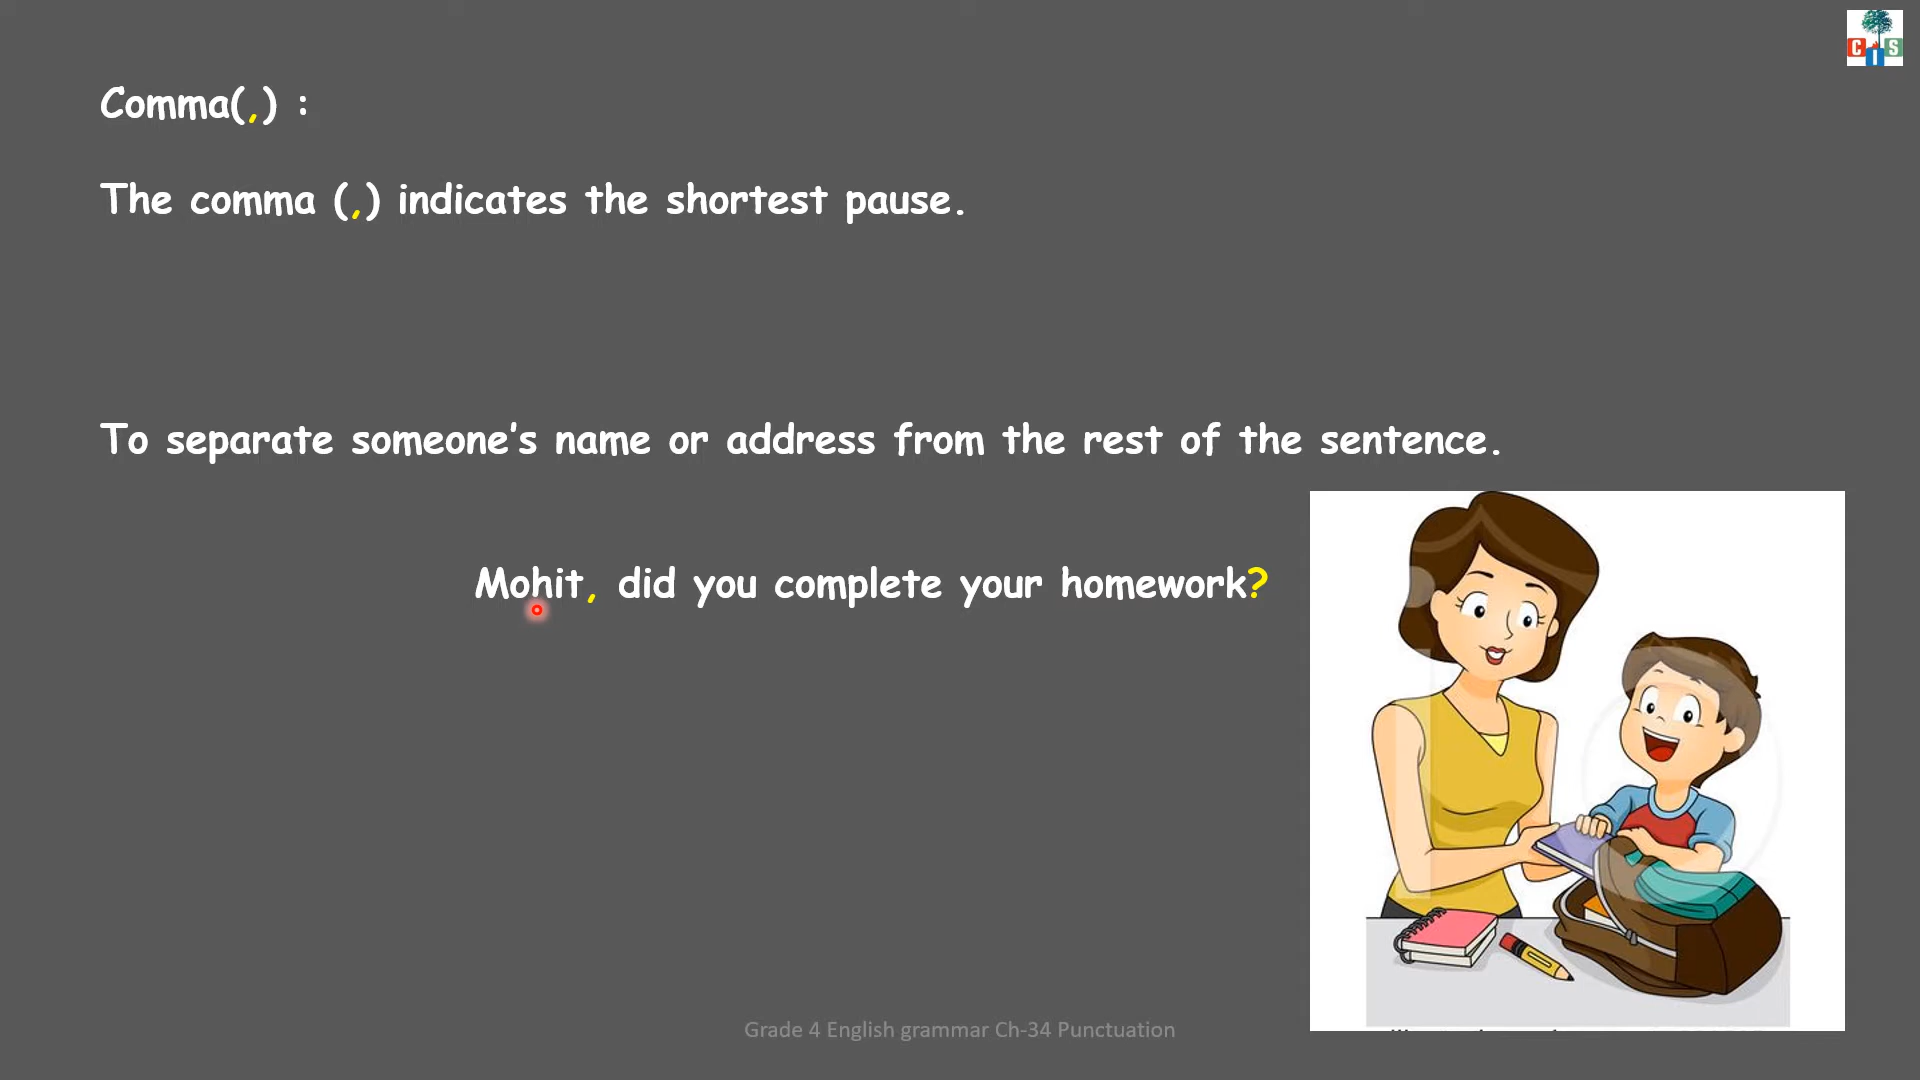 C I S
Comma(,) :
The comma (,) indicates the shortest pause.
To separate someone's name or address from the rest of the sentence.
Mohit, did you complete your homework?
Grade 4 English grammar Ch-34 Punctuation